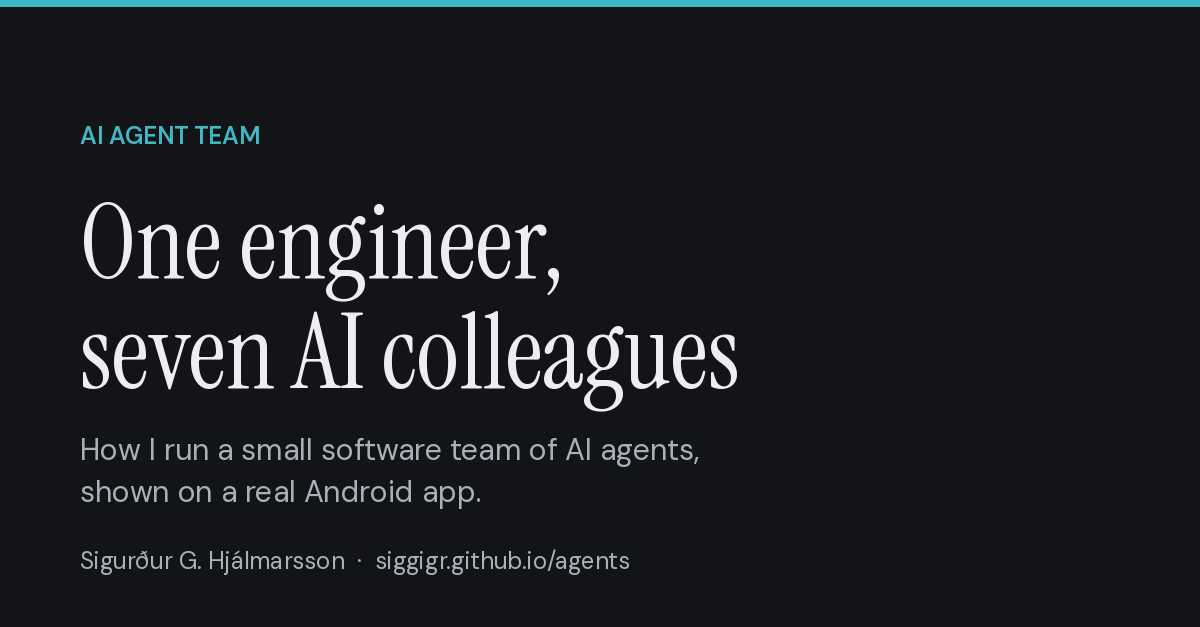 AI AGENT TEAM
One engineer,
seven AI colleagues
How I run a small software team of AI agents,
shown on a real Android app.
Sigurður G. Hjálmarsson · siggigr.github.io/agents